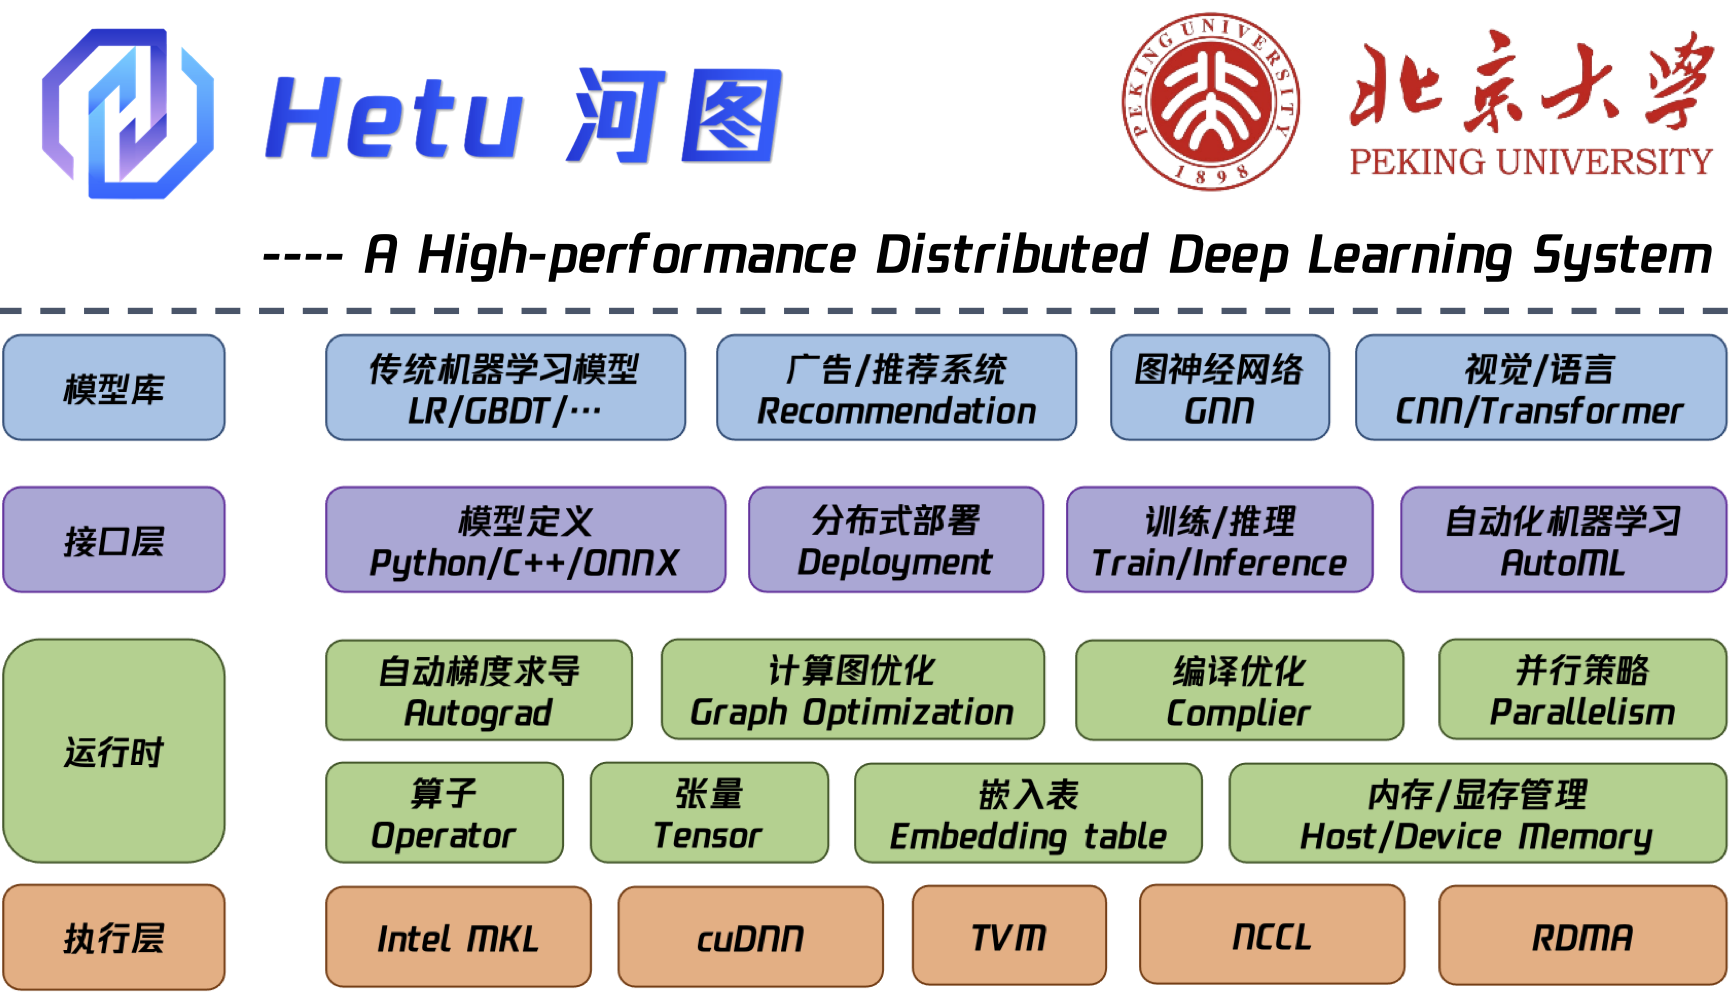 Hetu 河图
PEKING UNIVERSITY
1898
北京大学
PEKING UNIVERSITY
---- A High-performance Distributed Deep Learning System
模型库
传统机器学习模型
LR/GBDT/···
广告/推荐系统
Recommendation
图神经网络
GNN
视觉/语言
CNN/Transformer
接口层
模型定义
Python/C++/ONNX
分布式部署
Deployment
训练/推理
Train/Inference
自动化机器学习
AutoML
运行时
自动梯度求导
Autograd
计算图优化
Graph Optimization
编译优化
Complier
并行策略
Parallelism
算子
Operator
张量
Tensor
嵌入表
Embedding table
内存/显存管理
Host/Device Memory
执行层
Intel MKL
cuDNN
TVM
NCCL
RDMA